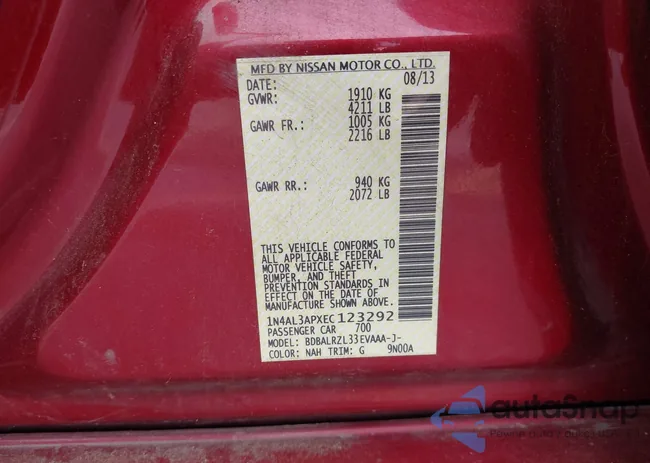 MFD BY NISSAN MOTOR CO., LTD.
DATE: 08/13
GVWR: 1910 KG
4211 LB
GAWR FR.: 1005 KG
2216 LB
GAWR RR.: 940 KG
2072 LB
THIS VEHICLE CONFORMS TO
ALL APPLICABLE FEDERAL
MOTOR VEHICLE SAFETY,
BUMPER, AND THEFT
PREVENTION STANDARDS IN
EFFECT ON THE DATE OF
MANUFACTURE SHOWN ABOVE.
1N4AL3APXEC123292
PASSENGER CAR 700
MODEL: BDBALRZL33EVAAA-J-
COLOR: NAH TRIM: G 9N00A
autoSnap